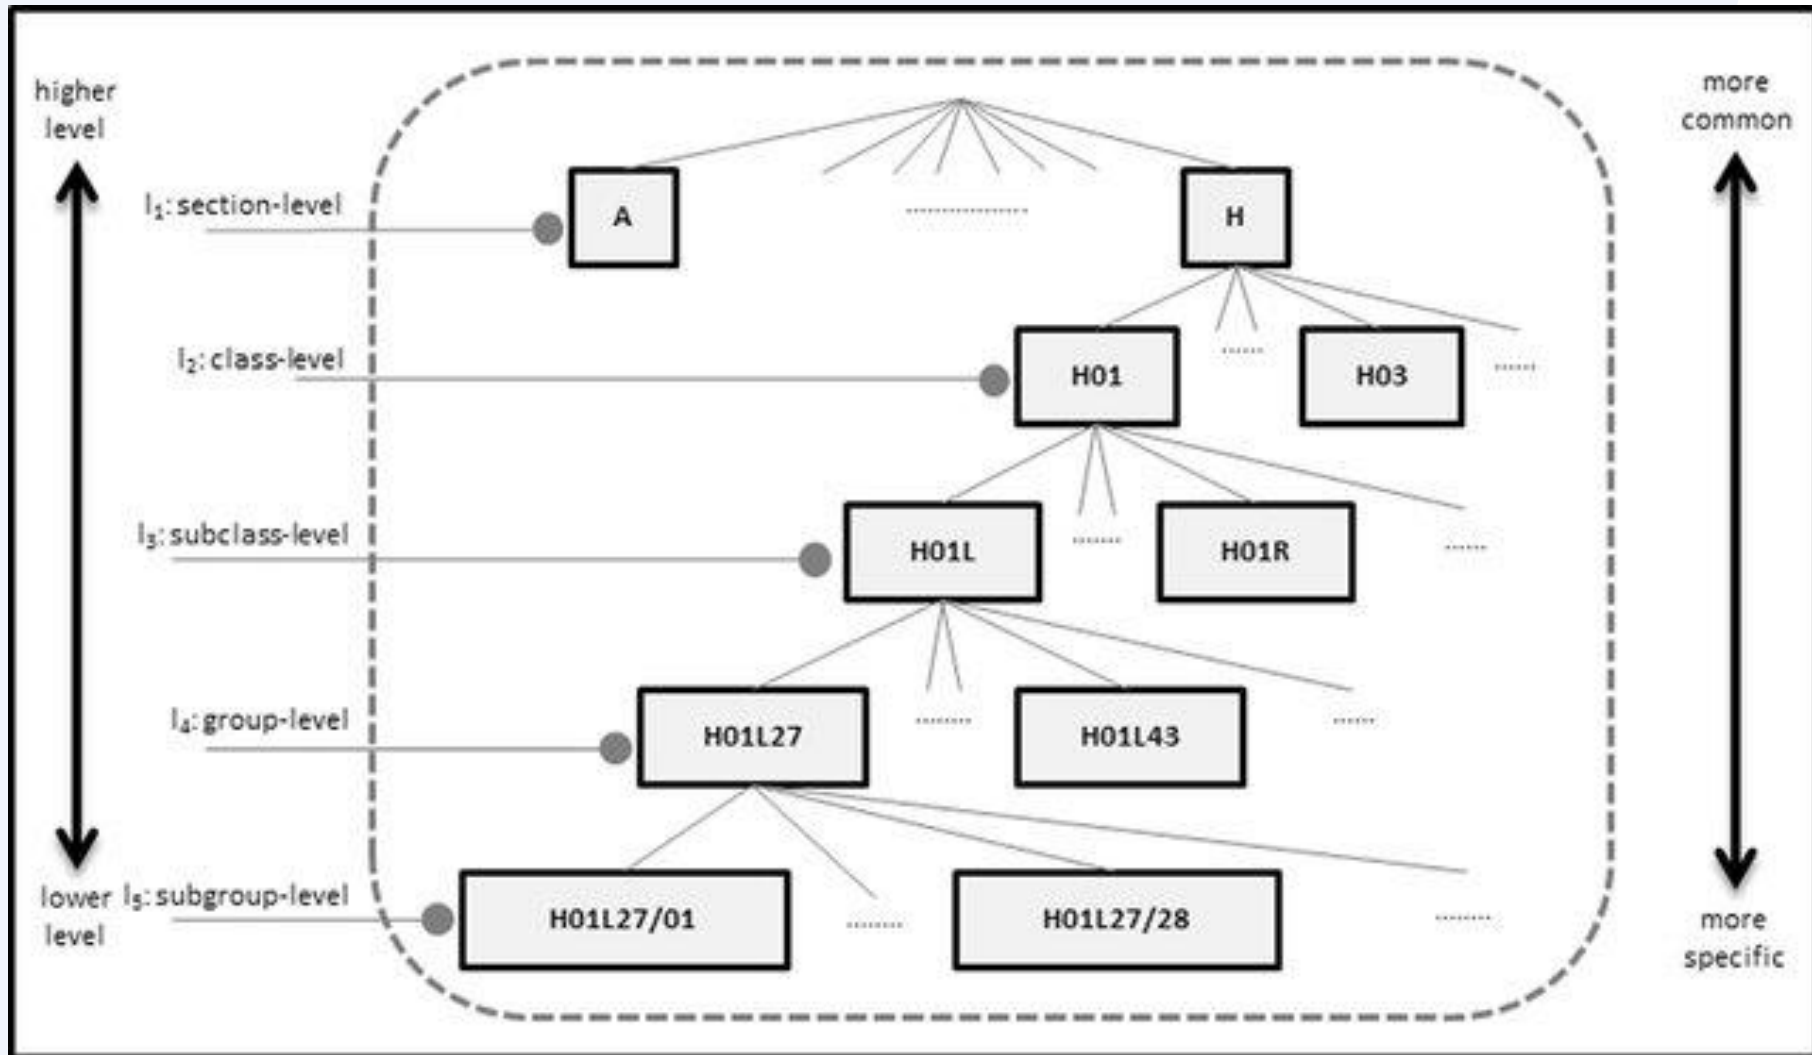 higher
level
more
common
l₁: section-level
A
H
l₂: class-level
H01
H03
l₃: subclass-level
H01L
H01R
l₄: group-level
H01L27
H01L43
lower
level
l₅: subgroup-level
H01L27/01
H01L27/28
more
specific